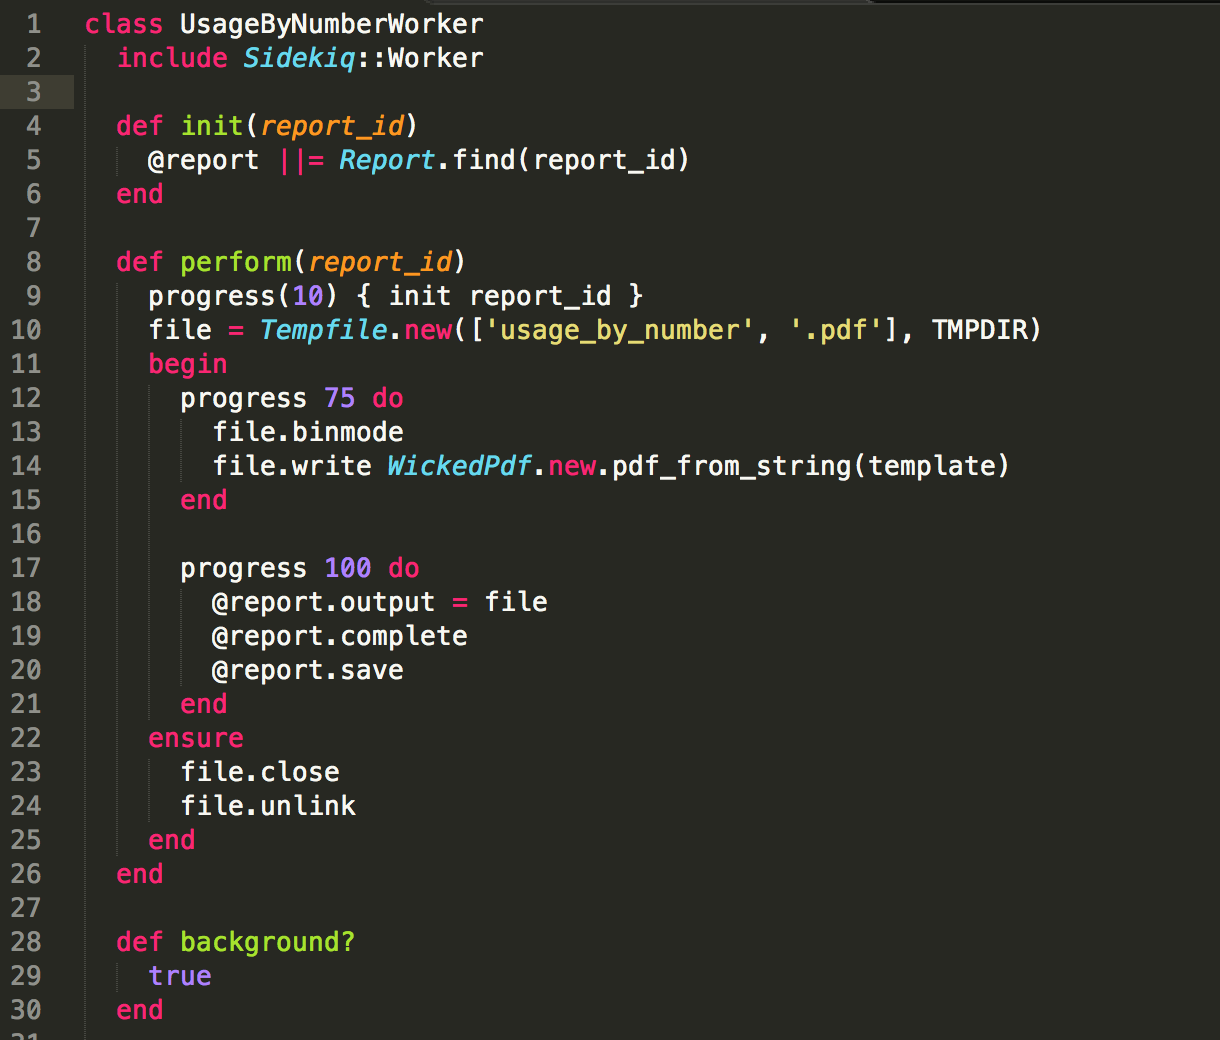 1 class UsageByNumberWorker
2   include Sidekiq::Worker
3
4   def init(report_id)
5     @report ||= Report.find(report_id)
6   end
7
8   def perform(report_id)
9     progress(10) { init report_id }
10     file = Tempfile.new(['usage_by_number', '.pdf'], TMPDIR)
11     begin
12       progress 75 do
13         file.binmode
14         file.write WickedPdf.new.pdf_from_string(template)
15       end
16
17       progress 100 do
18         @report.output = file
19         @report.complete
20         @report.save
21       end
22     ensure
23       file.close
24       file.unlink
25     end
26   end
27
28   def background?
29     true
30   end
31